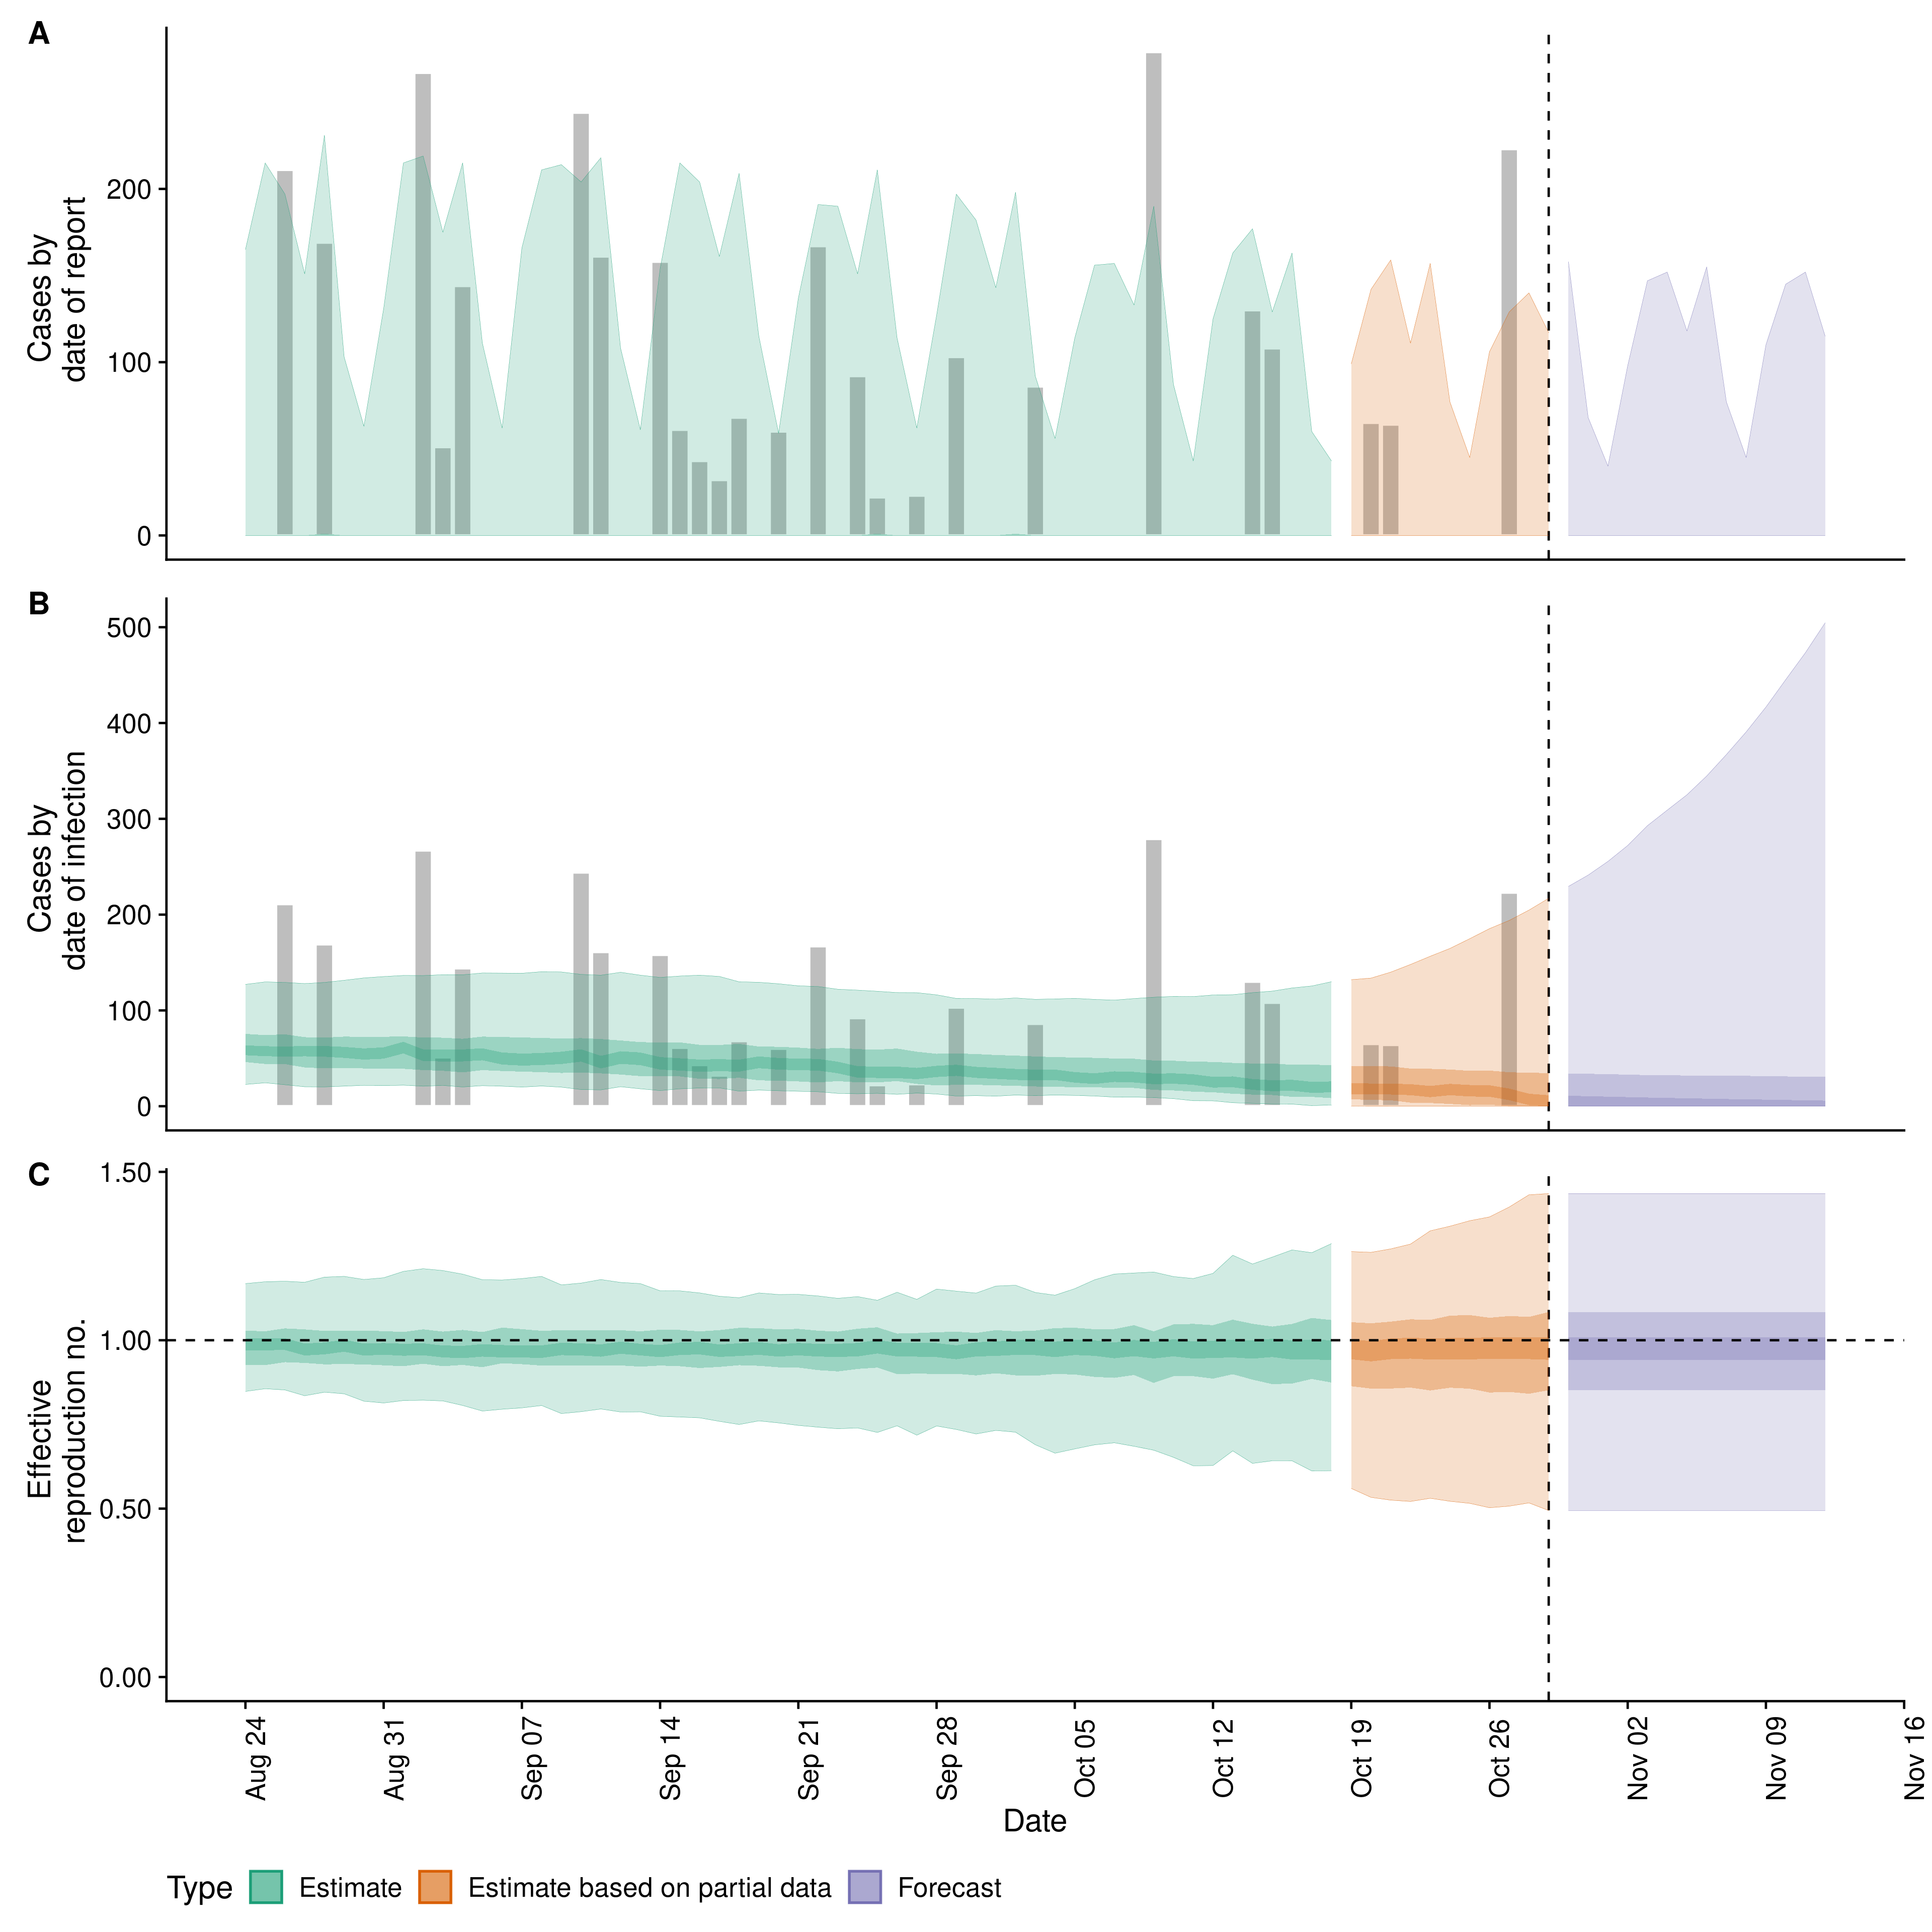 A
Cases by
date of report
200
100
0
B
Cases by
date of infection
500
400
300
200
100
0
C
Effective
reproduction no.
1.50
1.00
0.50
0.00
Aug 24
Aug 31
Sep 07
Sep 14
Sep 21
Sep 28
Oct 05
Oct 12
Oct 19
Oct 26
Nov 02
Nov 09
Nov 16
Date
Type Estimate Estimate based on partial data Forecast